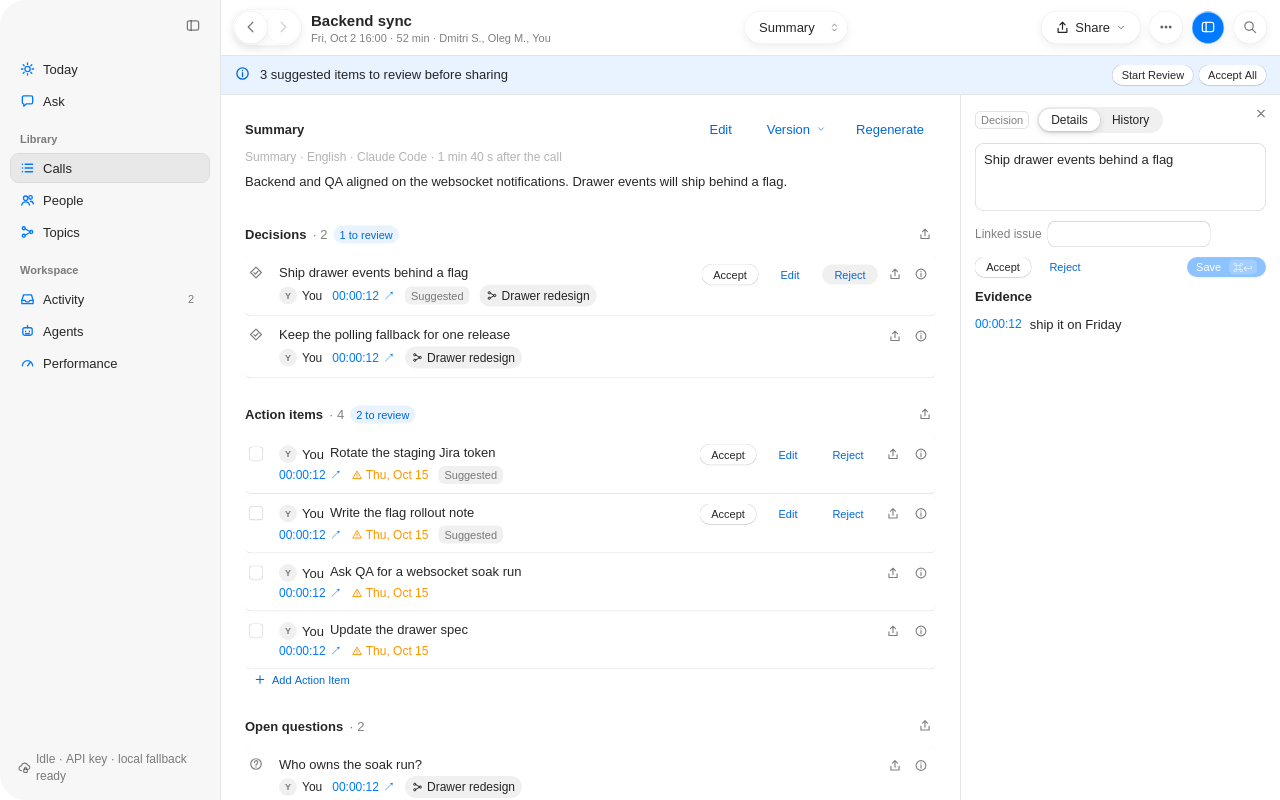 Today
Ask
Library
Calls
People
Topics
Workspace
Activity 2
Agents
Performance
Idle · API key · local fallback
ready
Backend sync
Fri, Oct 2 16:00 · 52 min · Dmitri S., Oleg M., You
Summary
Share
3 suggested items to review before sharing
Start Review
Accept All
Summary
Edit
Version
Regenerate
Summary · English · Claude Code · 1 min 40 s after the call
Backend and QA aligned on the websocket notifications. Drawer events will ship behind a flag.
Decisions · 2 1 to review
Ship drawer events behind a flag
Accept Edit Reject
Y You 00:00:12 ↗ Suggested Drawer redesign
Keep the polling fallback for one release
Y You 00:00:12 ↗ Drawer redesign
Action items · 4 2 to review
Y You Rotate the staging Jira token
Accept Edit Reject
00:00:12 ↗ Thu, Oct 15 Suggested
Y You Write the flag rollout note
Accept Edit Reject
00:00:12 ↗ Thu, Oct 15 Suggested
Y You Ask QA for a websocket soak run
00:00:12 ↗ Thu, Oct 15
Y You Update the drawer spec
00:00:12 ↗ Thu, Oct 15
Add Action Item
Open questions · 2
Who owns the soak run?
Y You 00:00:12 ↗ Drawer redesign
Decision Details History
Ship drawer events behind a flag
Linked issue
Accept Reject Save ⌘↩
Evidence
00:00:12 ship it on Friday